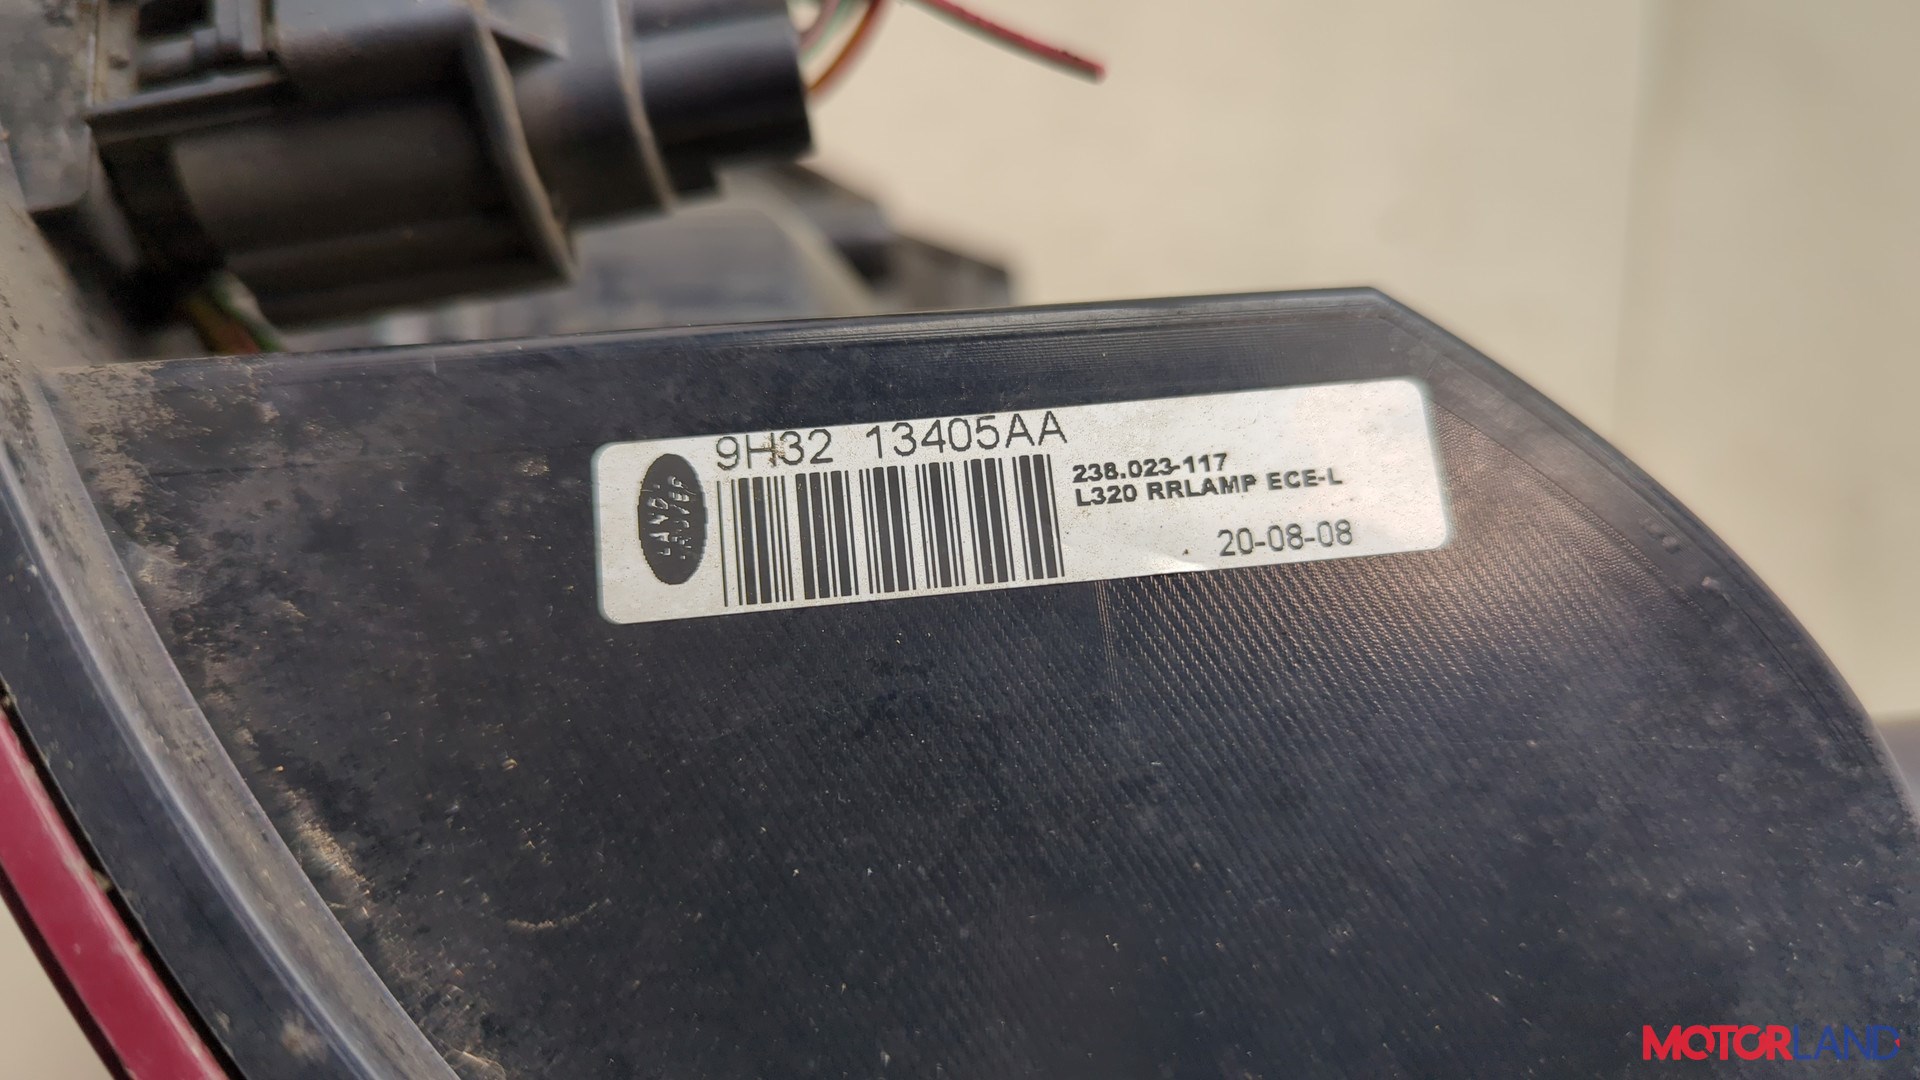 9H32 13405AA
LAND
ROVER
238.023-117
L320 RRLAMP ECE-L
20-08-08
MOTORLAND